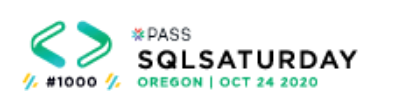 PASS
SQLSATURDAY
#1000
OREGON | OCT 24 2020